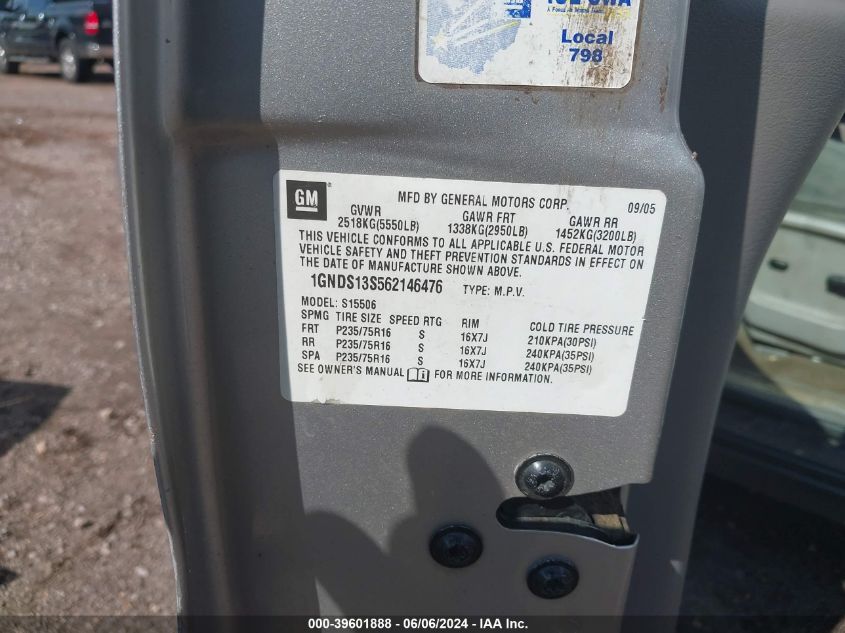 Local
798
GM
MFD BY GENERAL MOTORS CORP. 09/05
GVWR GAWR FRT GAWR RR
2518KG(5550LB) 1338KG(2950LB) 1452KG(3200LB)
THIS VEHICLE CONFORMS TO ALL APPLICABLE U.S. FEDERAL MOTOR
VEHICLE SAFETY AND THEFT PREVENTION STANDARDS IN EFFECT ON
THE DATE OF MANUFACTURE SHOWN ABOVE.
1GNDS13S562146476 TYPE: M.P.V.
MODEL: S15506
SPMG TIRE SIZE SPEED RTG RIM COLD TIRE PRESSURE
FRT P235/75R16 S 16X7J 210KPA(30PSI)
RR P235/75R16 S 16X7J 240KPA(35PSI)
SPA P235/75R16 S 16X7J 240KPA(35PSI)
SEE OWNER'S MANUAL FOR MORE INFORMATION.
000-39601888 - 06/06/2024 - IAA Inc.